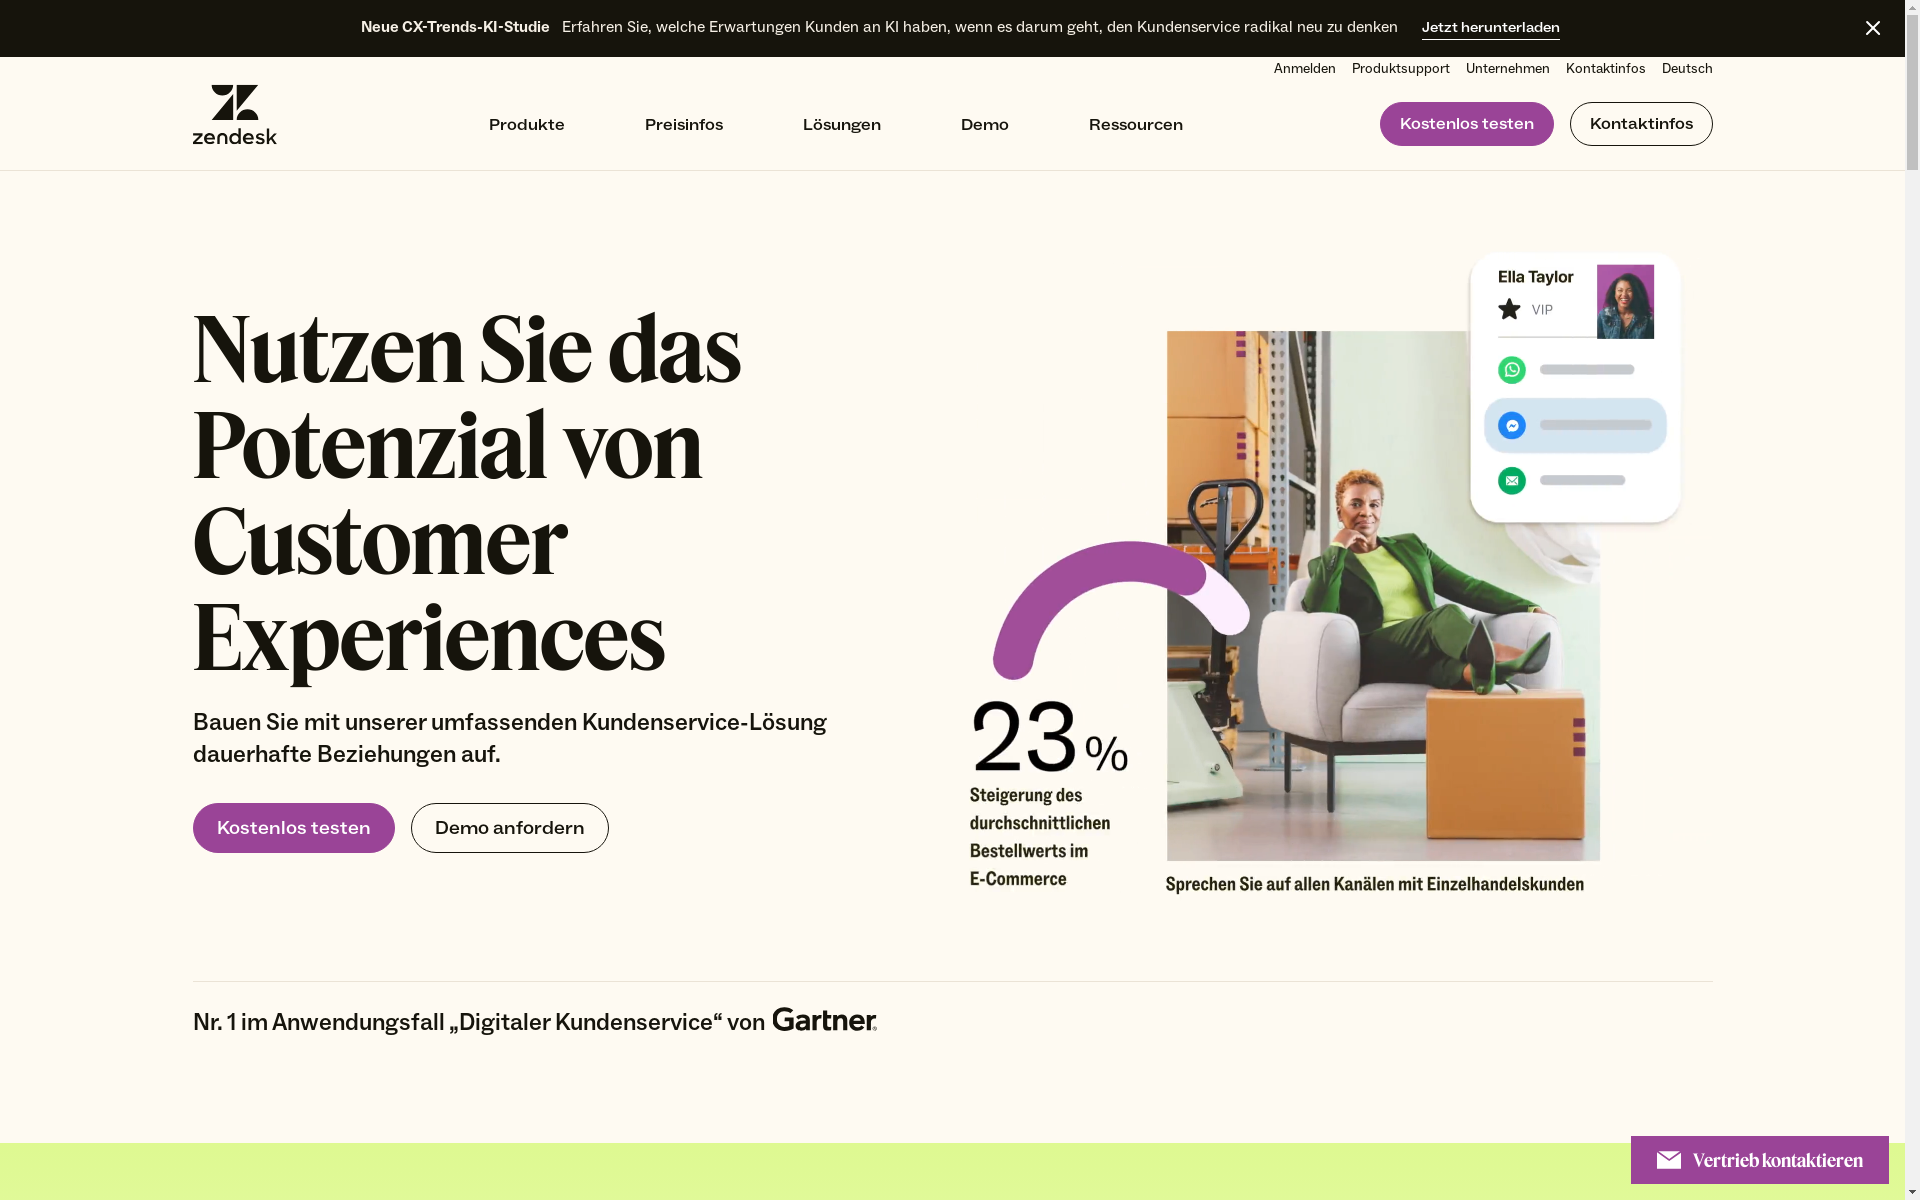 Neue CX-Trends-KI-Studie Erfahren Sie, welche Erwartungen Kunden an KI haben, wenn es darum geht, den Kundenservice radikal neu zu denken Jetzt herunterladen
Anmelden Produktsupport Unternehmen Kontaktinfos Deutsch
zendesk
Produkte Preisinfos Lösungen Demo Ressourcen Kostenlos testen Kontaktinfos
Nutzen Sie das
Potenzial von
Customer
Experiences
Bauen Sie mit unserer umfassenden Kundenservice-Lösung
dauerhafte Beziehungen auf.
Kostenlos testen Demo anfordern
Ella Taylor
VIP
23 %
Steigerung des
durchschnittlichen
Bestellwerts im
E-Commerce
Sprechen Sie auf allen Kanälen mit Einzelhandelskunden
Nr. 1 im Anwendungsfall „Digitaler Kundenservice“ von Gartner®
Vertrieb kontaktieren